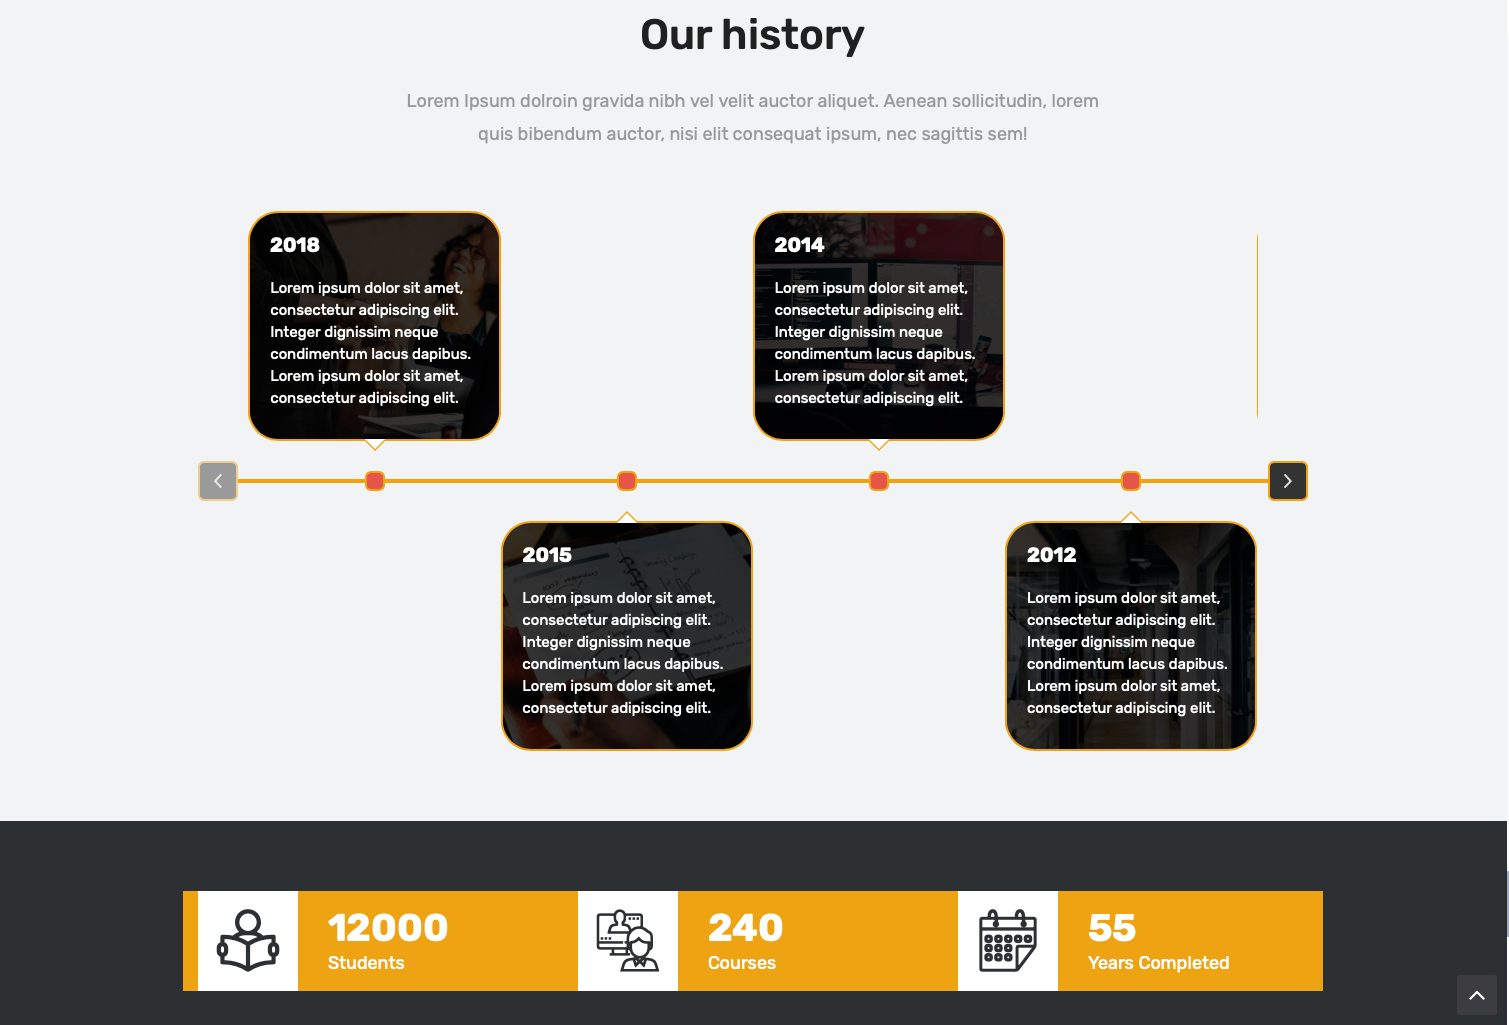 Our history
Lorem Ipsum dolroin gravida nibh vel velit auctor aliquet. Aenean sollicitudin, lorem
quis bibendum auctor, nisi elit consequat ipsum, nec sagittis sem!
2018
Lorem ipsum dolor sit amet,
consectetur adipiscing elit.
Integer dignissim neque
condimentum lacus dapibus.
Lorem ipsum dolor sit amet,
consectetur adipiscing elit.
2014
Lorem ipsum dolor sit amet,
consectetur adipiscing elit.
Integer dignissim neque
condimentum lacus dapibus.
Lorem ipsum dolor sit amet,
consectetur adipiscing elit.
2015
Lorem ipsum dolor sit amet,
consectetur adipiscing elit.
Integer dignissim neque
condimentum lacus dapibus.
Lorem ipsum dolor sit amet,
consectetur adipiscing elit.
2012
Lorem ipsum dolor sit amet,
consectetur adipiscing elit.
Integer dignissim neque
condimentum lacus dapibus.
Lorem ipsum dolor sit amet,
consectetur adipiscing elit.
12000
Students
240
Courses
55
Years Completed